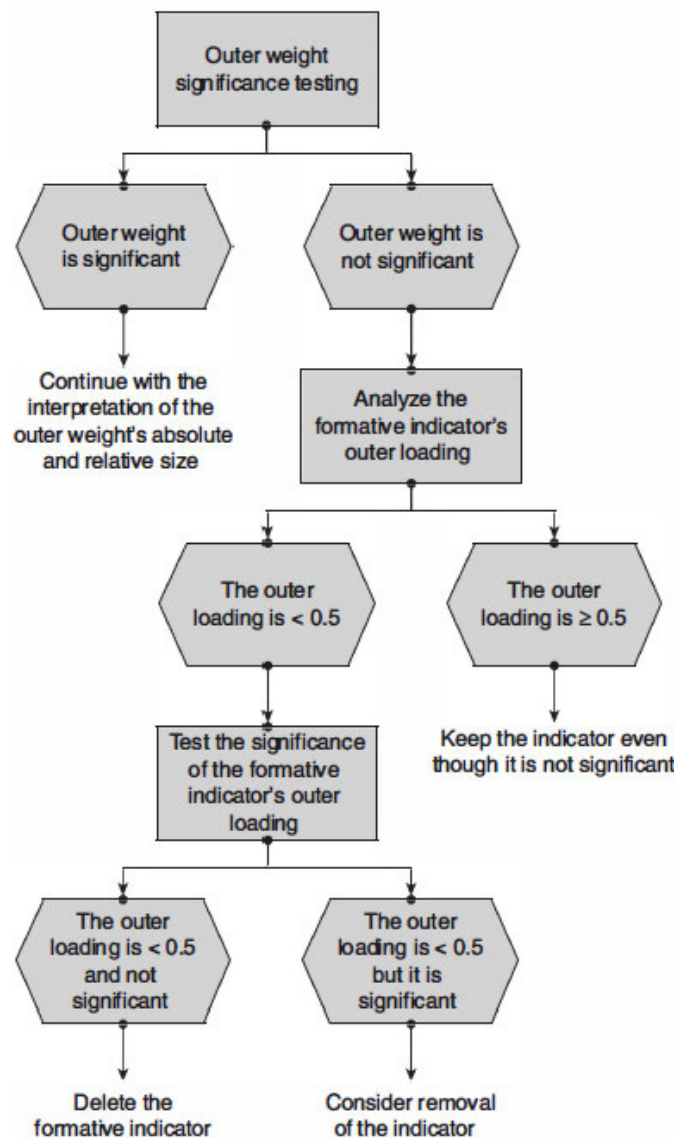 Outer weight
significance testing
Outer weight
is significant
Outer weight is
not significant
Continue with the
interpretation of the
outer weight's absolute
and relative size
Analyze the
formative indicator's
outer loading
The outer
loading is < 0.5
The outer
loading is ≥ 0.5
Test the significance
of the formative
indicator's outer
loading
Keep the indicator even
though it is not significant
The outer
loading is < 0.5
and not
significant
The outer
loading is < 0.5
but it is
significant
Delete the
formative indicator
Consider removal
of the indicator